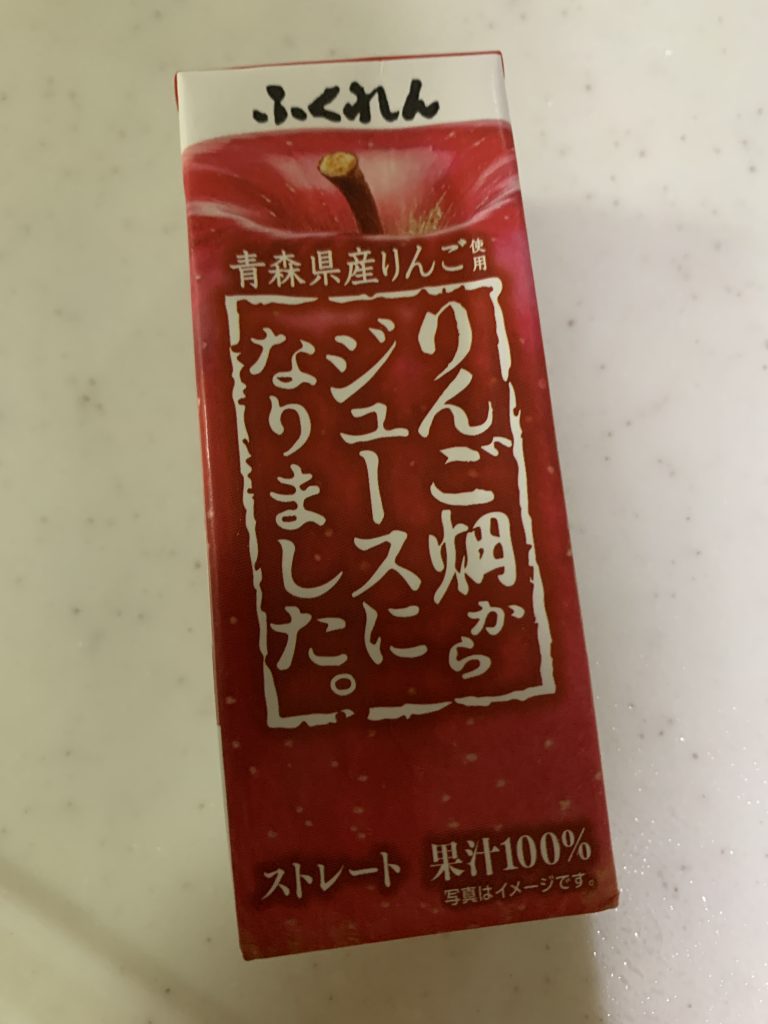 ふくれん
青森県産りんご使用
りんご畑から
ジュースに
なりました。
ストレート 果汁100%
写真はイメージです。